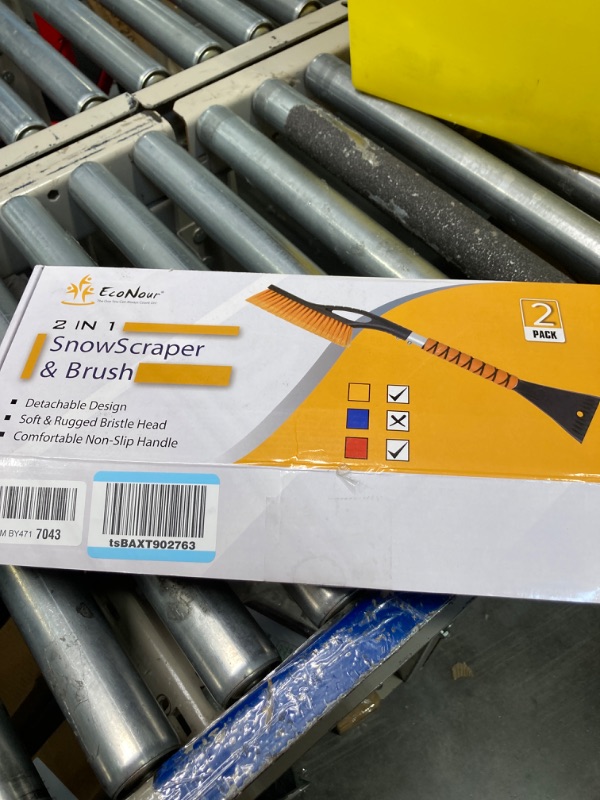 EcoNour
2 IN 1
SnowScraper
& Brush
Detachable Design
Soft & Rugged Bristle Head
Comfortable Non-Slip Handle
2
PACK
M BY471 7043
tsBAXT902763